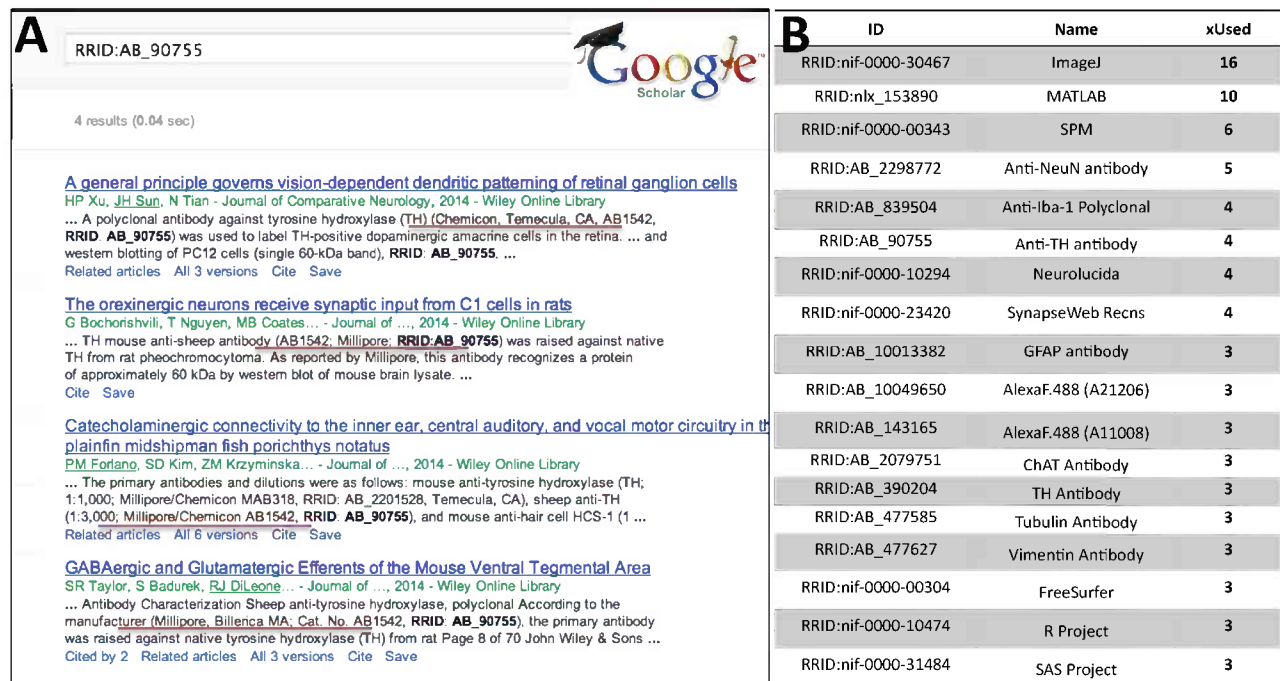 A
RRID:AB_90755
Google
Scholar
4 results (0.04 sec)
A general principle governs vision-dependent dendritic patterning of retinal ganglion cells
HP Xu, JH Sun, N Tian - Journal of Comparative Neurology, 2014 - Wiley Online Library
... A polyclonal antibody against tyrosine hydroxylase (TH) (Chemicon, Temecula, CA, AB1542,
RRID: AB_90755) was used to label TH-positive dopaminergic amacrine cells in the retina. ... and
western blotting of PC12 cells (single 60-kDa band), RRID: AB_90755. ...
Related articles All 3 versions Cite Save
The orexinergic neurons receive synaptic input from C1 cells in rats
G Bochorishvili, T Nguyen, MB Coates... - Journal of ..., 2014 - Wiley Online Library
... TH mouse anti-sheep antibody (AB1542; Millipore; RRID:AB_90755) was raised against native
TH from rat pheochromocytoma. As reported by Millipore, this antibody recognizes a protein
of approximately 60 kDa by western blot of mouse brain lysate. ...
Cite Save
Catecholaminergic connectivity to the inner ear, central auditory, and vocal motor circuitry in th
plainfin midshipman fish porichthys notatus
PM Forlano, SD Kim, ZM Krzyminska... - Journal of ..., 2014 - Wiley Online Library
... The primary antibodies and dilutions were as follows: mouse anti-tyrosine hydroxylase (TH;
1:1,000; Millipore/Chemicon MAB318, RRID: AB_2201528, Temecula, CA), sheep anti-TH
(1:3,000; Millipore/Chemicon AB1542, RRID: AB_90755), and mouse anti-hair cell HCS-1 (1 ...
Related articles All 6 versions Cite Save
GABAergic and Glutamatergic Efferents of the Mouse Ventral Tegmental Area
SR Taylor, S Badurek, RJ DiLeone... - Journal of ..., 2014 - Wiley Online Library
... Antibody Characterization Sheep anti-tyrosine hydroxylase, polyclonal According to the
manufacturer (Millipore, Billerica MA; Cat. No. AB1542, RRID: AB_90755), the primary antibody
was raised against native tyrosine hydroxylase (TH) from rat Page 8 of 70 John Wiley & Sons ...
Cited by 2 Related articles All 3 versions Cite Save
B
ID Name xUsed
RRID:nif-0000-30467 ImageJ 16
RRID:nlx_153890 MATLAB 10
RRID:nif-0000-00343 SPM 6
RRID:AB_2298772 Anti-NeuN antibody 5
RRID:AB_839504 Anti-Iba-1 Polyclonal 4
RRID:AB_90755 Anti-TH antibody 4
RRID:nif-0000-10294 Neurolucida 4
RRID:nif-0000-23420 SynapseWeb Recns 4
RRID:AB_10013382 GFAP antibody 3
RRID:AB_10049650 AlexaF.488 (A21206) 3
RRID:AB_143165 AlexaF.488 (A11008) 3
RRID:AB_2079751 ChAT Antibody 3
RRID:AB_390204 TH Antibody 3
RRID:AB_477585 Tubulin Antibody 3
RRID:AB_477627 Vimentin Antibody 3
RRID:nif-0000-00304 FreeSurfer 3
RRID:nif-0000-10474 R Project 3
RRID:nif-0000-31484 SAS Project 3